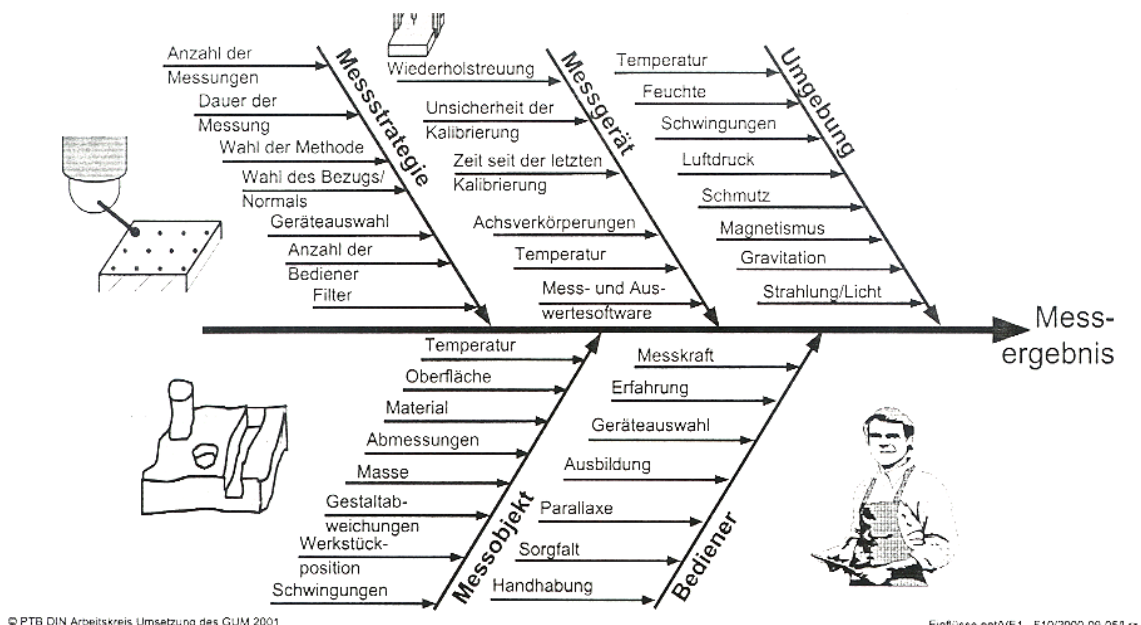 Anzahl der
Messungen
Dauer der
Messung
Wahl der Methode
Wahl des Bezugs/
Normals
Geräteauswahl
Anzahl der
Bediener
Filter
Messstrategie
Wiederholstreuung
Unsicherheit der
Kalibrierung
Zeit seit der letzten
Kalibrierung
Achsverkörperungen
Temperatur
Mess- und Aus-
wertesoftware
Messgerät
Temperatur
Feuchte
Schwingungen
Luftdruck
Schmutz
Magnetismus
Gravitation
Strahlung/Licht
Umgebung
Mess-
ergebnis
Temperatur
Oberfläche
Material
Abmessungen
Masse
Gestaltab-
weichungen
Werkstück-
position
Schwingungen
Messobjekt
Messkraft
Erfahrung
Geräteauswahl
Ausbildung
Parallaxe
Sorgfalt
Handhabung
Bediener
© PTB DIN Arbeitskreis Umsetzung des GUM 2001